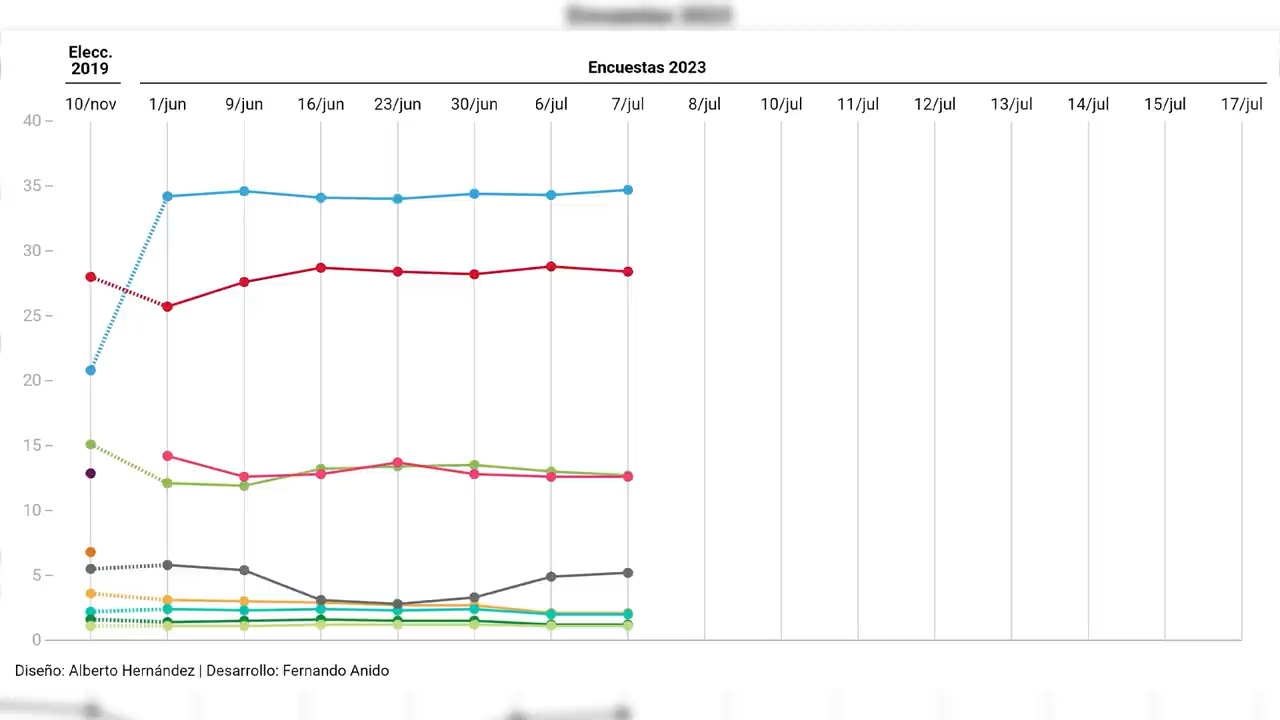 Encuestas 2023
Elecc.
2019
Encuestas 2023
10/nov 1/jun 9/jun 16/jun 23/jun 30/jun 6/jul 7/jul 8/jul 10/jul 11/jul 12/jul 13/jul 14/jul 15/jul 17/jul
40
35
30
25
20
15
10
5
0
Diseño: Alberto Hernández | Desarrollo: Fernando Anido